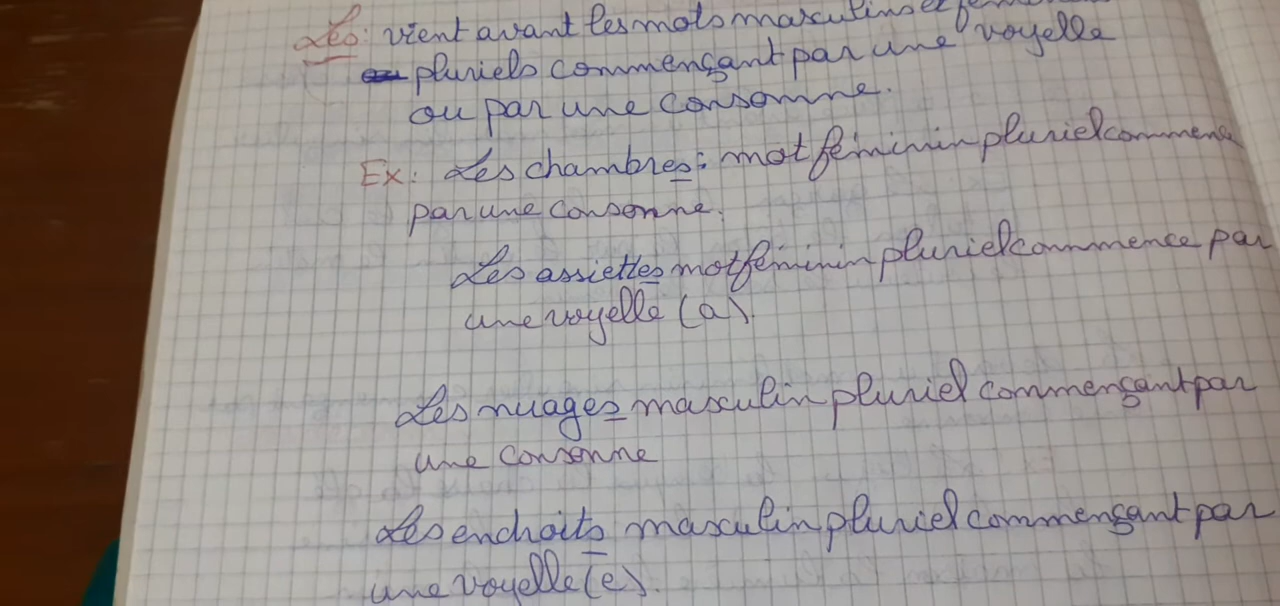 Les: vient avant les mots masculins et
pluriels commençant par une voyelle
ou par une consonne.
Ex: Les chambres: mot féminin pluriel commence
par une consonne.
Les assiettes mot féminin pluriel commence par
une voyelle (a).
Les nuages masculin pluriel commençant par
une consonne
Les endroits masculin pluriel commençant par
une voyelle (e).